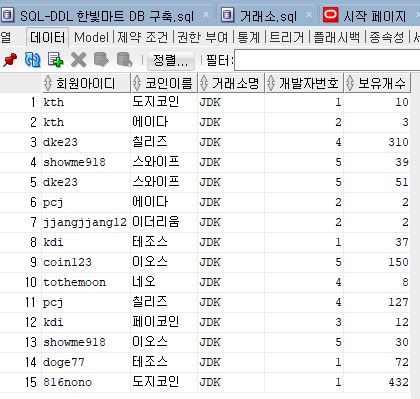 SQL-DDL 한빛마트 DB 구축.sql 거래소.sql 시작 페이지
열 데이터 Model 제약 조건 권한 부여 통계 트리거 플래시백 종속성
정렬... 필터:
회원아이디 코인이름 거래소명 개발자번호 보유개수
1 kth 도지코인 JDK 1 10
2 kth 에이다 JDK 2 3
3 dke23 칠리즈 JDK 4 310
4 showme918 스와이프 JDK 5 39
5 dke23 스와이프 JDK 5 51
6 pcj 에이다 JDK 2 2
7 jjangjjang12 이더리움 JDK 2 2
8 kdi 테조스 JDK 1 37
9 coin123 이오스 JDK 5 150
10 tothemoon 네오 JDK 4 8
11 pcj 칠리즈 JDK 4 127
12 kdi 페이코인 JDK 3 12
13 showme918 이오스 JDK 5 30
14 doge77 테조스 JDK 1 72
15 816nono 도지코인 JDK 1 432